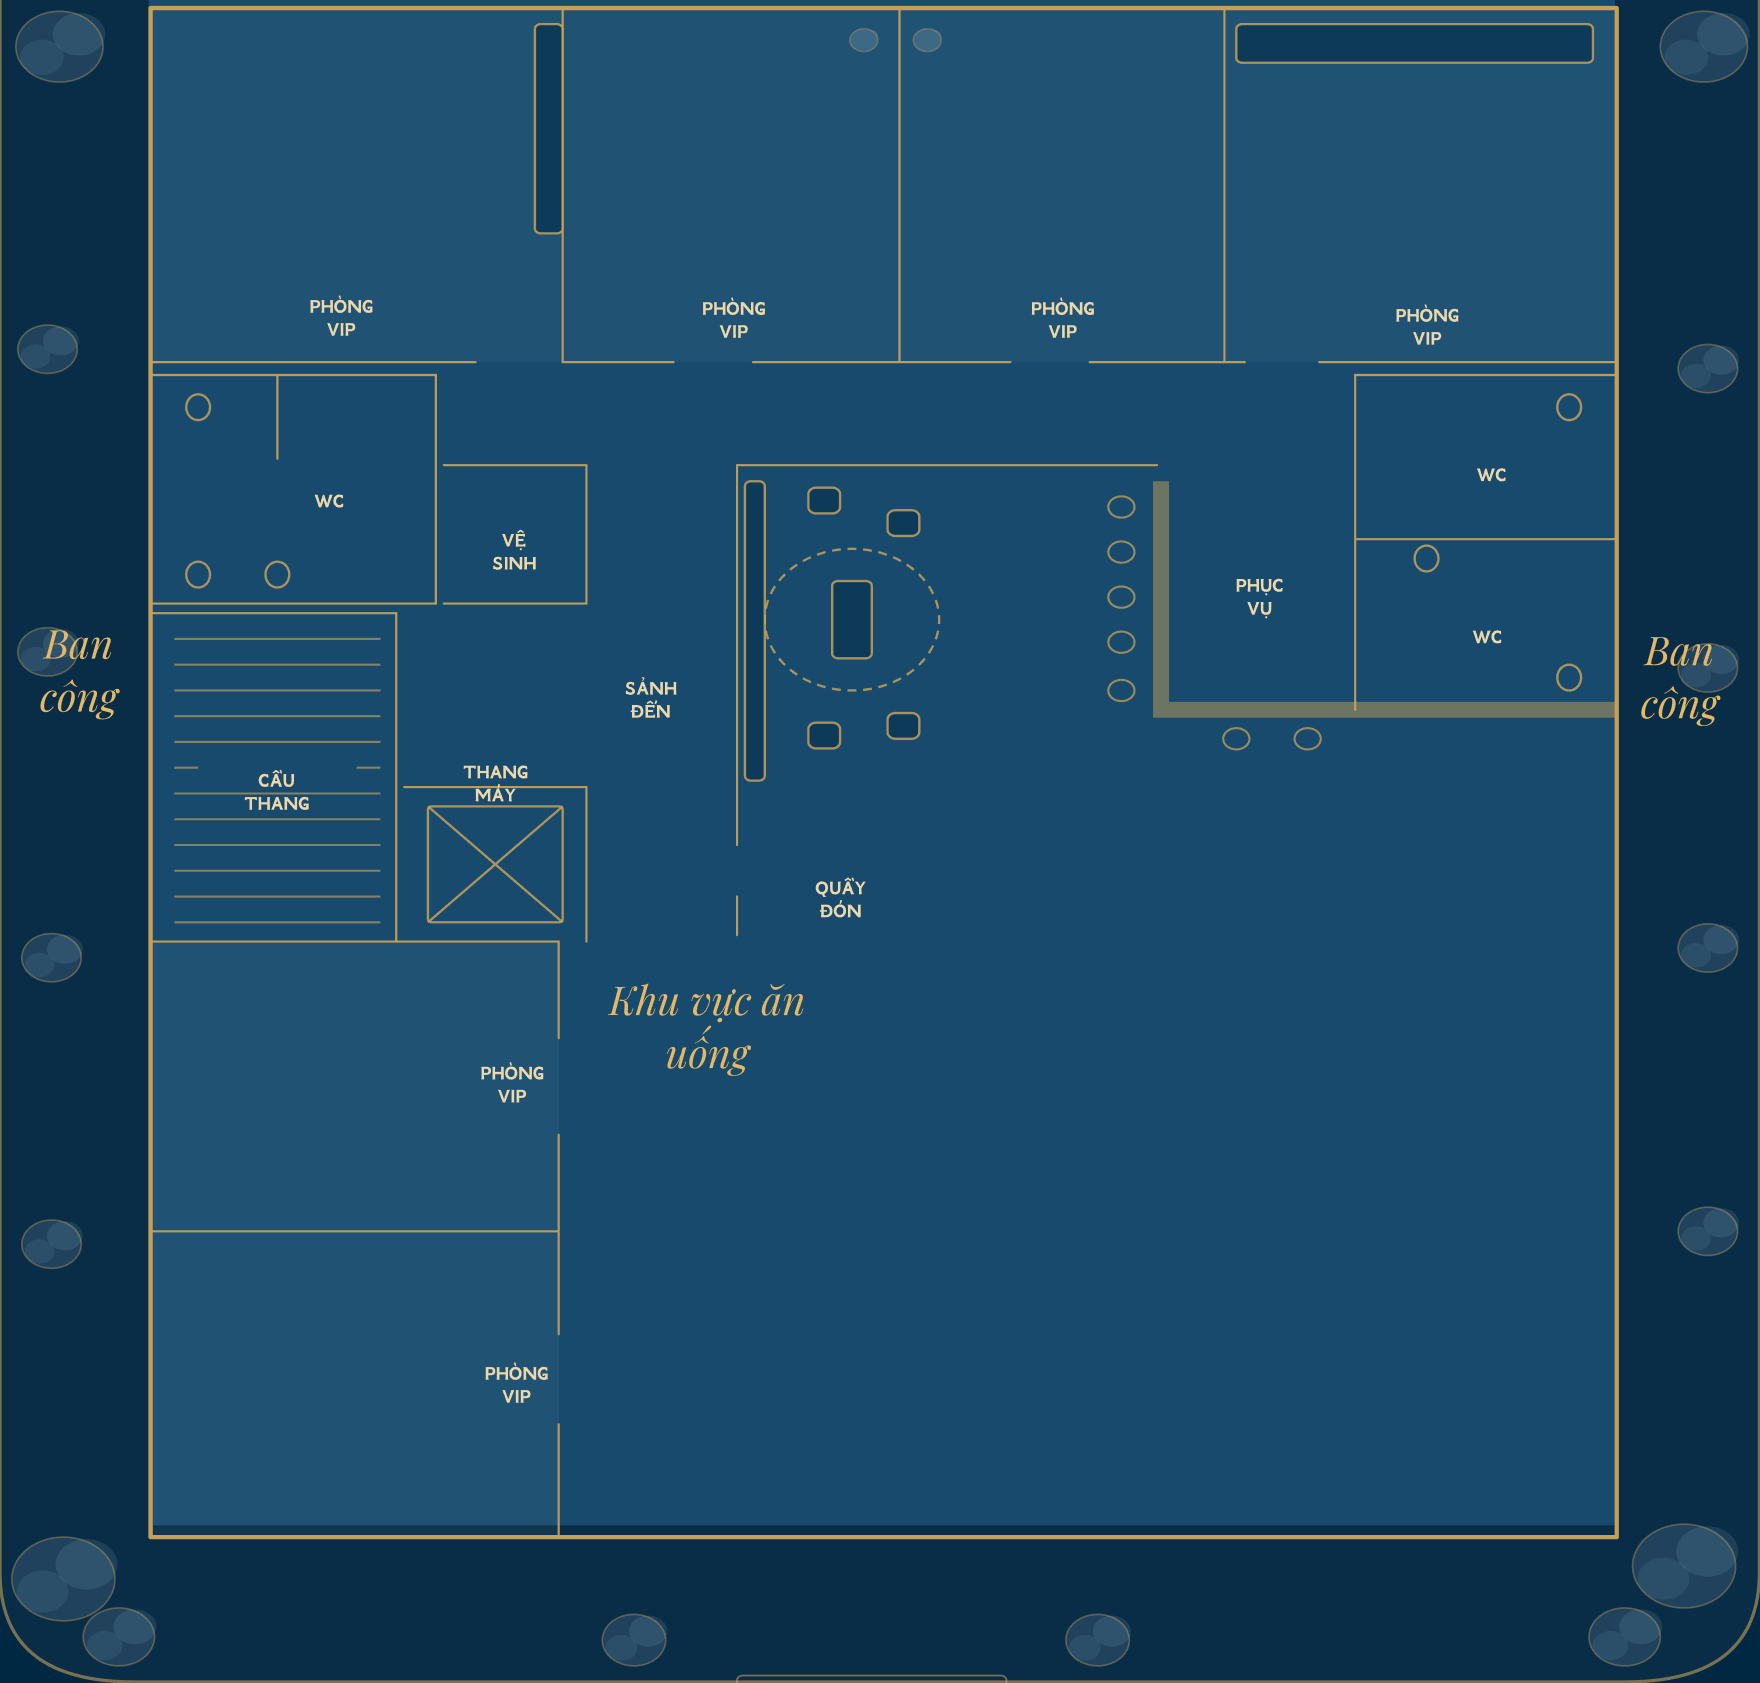 PHÒNG
VIP
PHÒNG
VIP
PHÒNG
VIP
PHÒNG
VIP
WC
VỆ
SINH
WC
PHỤC
VỤ
WC
Ban
công
SẢNH
ĐẾN
Ban
công
CẦU
THANG
THANG
MÁY
QUẦY
ĐÓN
Khu vực ăn
uống
PHÒNG
VIP
PHÒNG
VIP